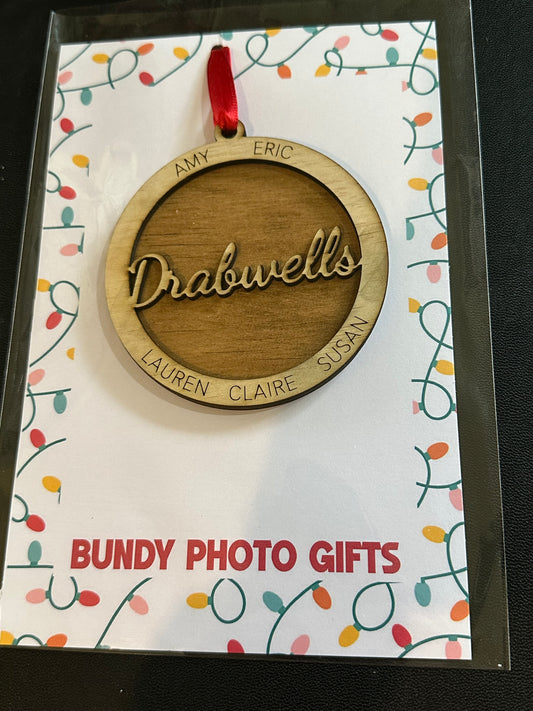 AMY ERIC
Drabwells
LAUREN CLAIRE SUSAN
BUNDY PHOTO GIFTS